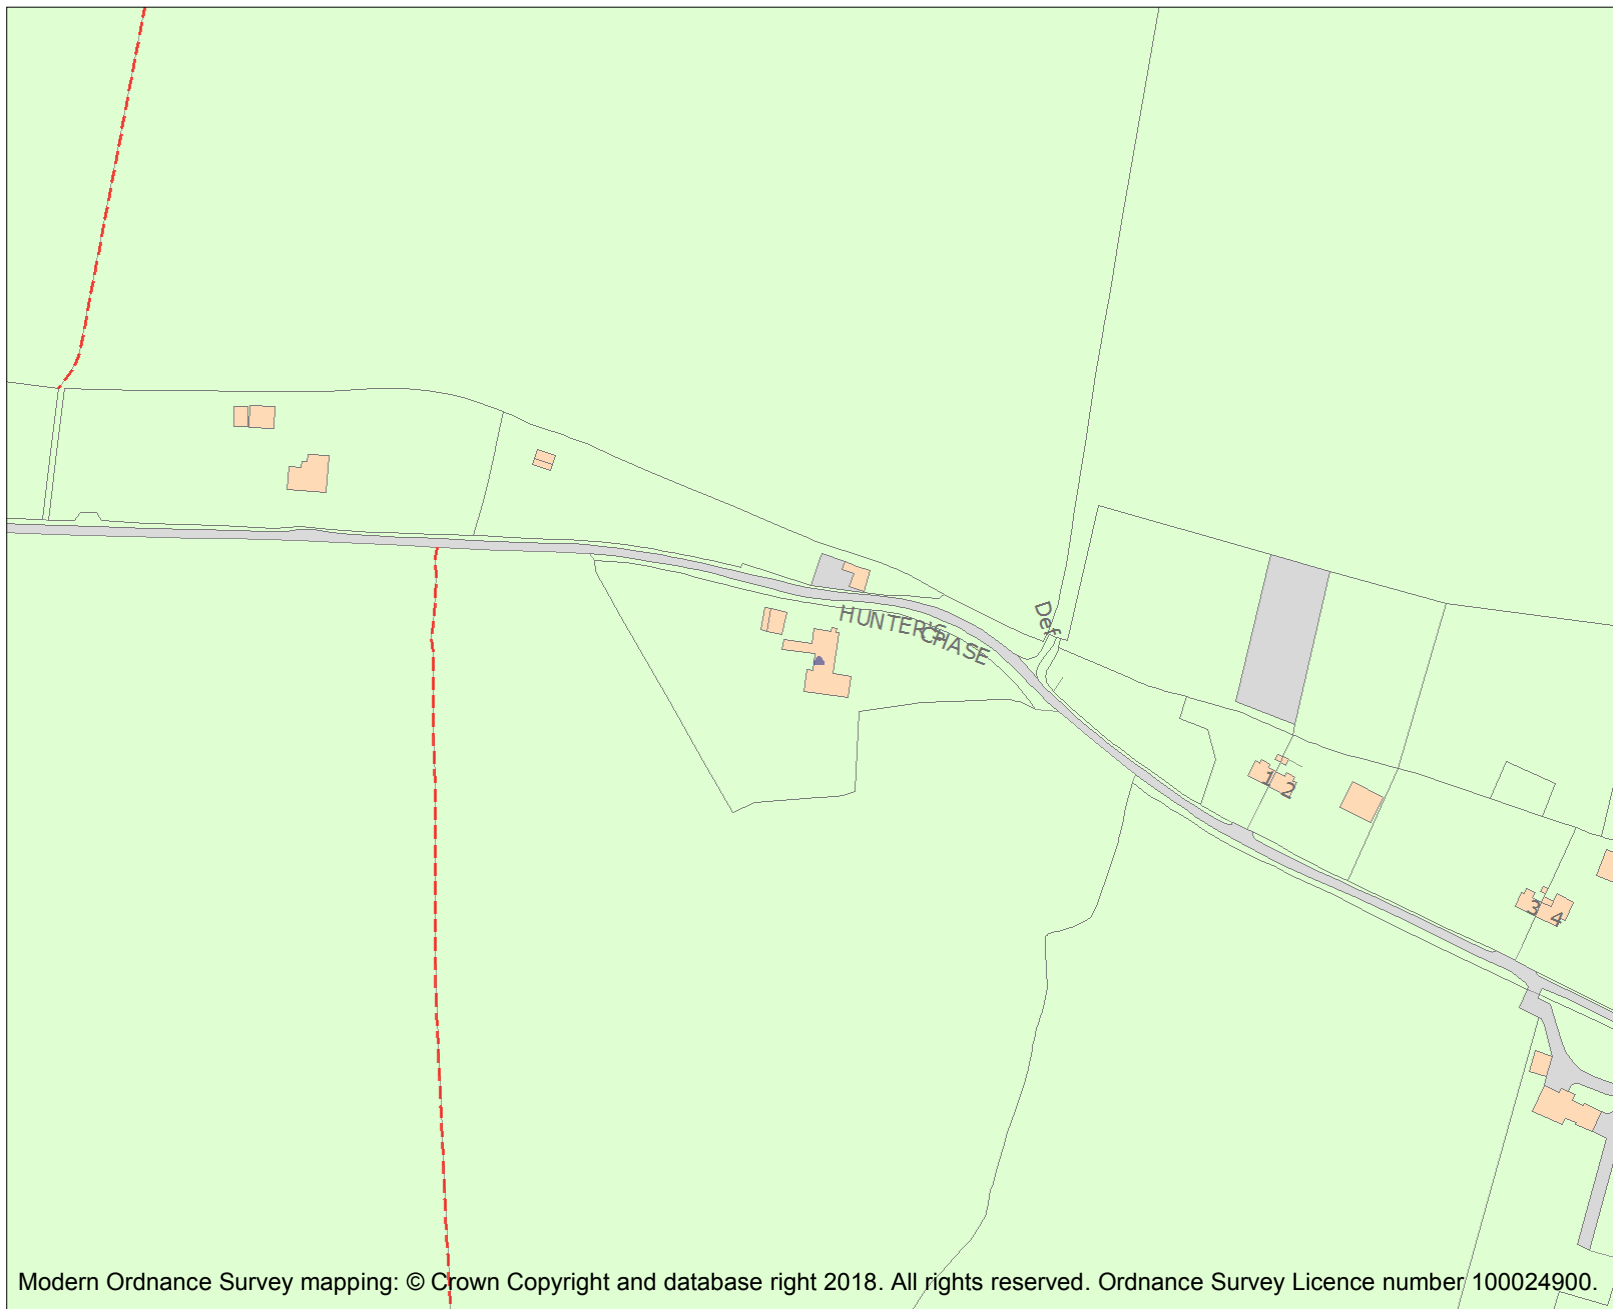 Def
HUNTER'S
CHASE
1 2
3 4
Modern Ordnance Survey mapping: © Crown Copyright and database right 2018. All rights reserved. Ordnance Survey Licence number 100024900.